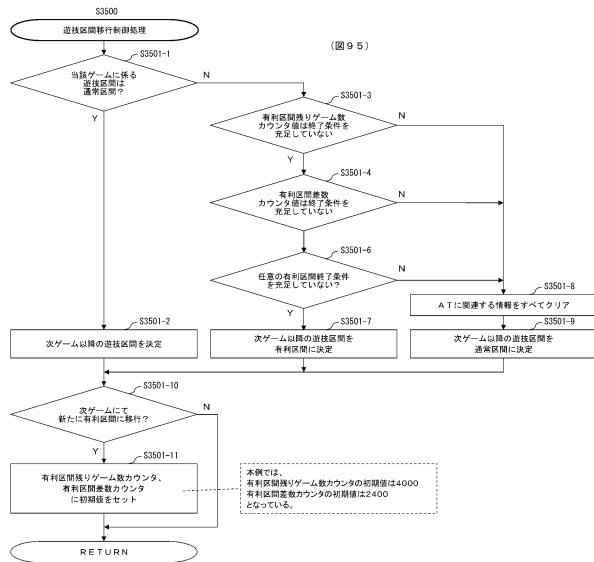 S3500
遊技区間移行制御処理
(図95)
S3501-1
当該ゲームに係る
遊技区間は
通常区間?
N
Y
S3501-3
有利区間残りゲーム数
カウンタ値は終了条件を
充足していない
N
Y
S3501-4
有利区間差数
カウンタ値は終了条件を
充足していない
N
S3501-6
任意の有利区間終了条件
を充足していない?
N
Y
S3501-8
ATに関連する情報をすべてクリア
S3501-2
次ゲーム以降の遊技区間を決定
S3501-7
次ゲーム以降の遊技区間を
有利区間に決定
S3501-9
次ゲーム以降の遊技区間を
通常区間に決定
S3501-10
次ゲームにて
新たに有利区間に移行?
N
Y
S3501-11
有利区間残りゲーム数カウンタ、
有利区間差数カウンタ
に初期値をセット
本例では、
有利区間残りゲーム数カウンタの初期値は4000
有利区間差数カウンタの初期値は2400
となっている。
RETURN